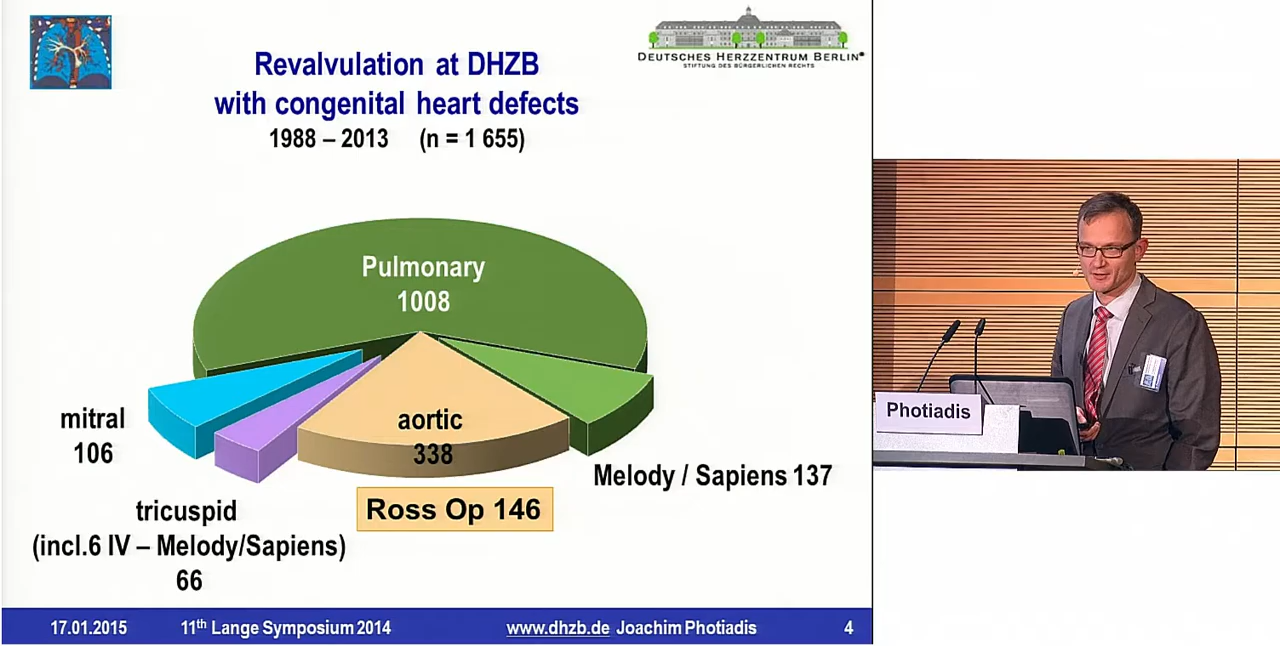 Revalvulation at DHZB
with congenital heart defects
1988 – 2013 (n = 1 655)
DEUTSCHES HERZZENTRUM BERLIN
STIFTUNG DES BÜRGERLICHEN RECHTS
Pulmonary
1008
mitral
106
aortic
338
Melody / Sapiens 137
Ross Op 146
tricuspid
(incl.6 IV – Melody/Sapiens)
66
Photiadis
17.01.2015 11th Lange Symposium 2014 www.dhzb.de Joachim Photiadis 4